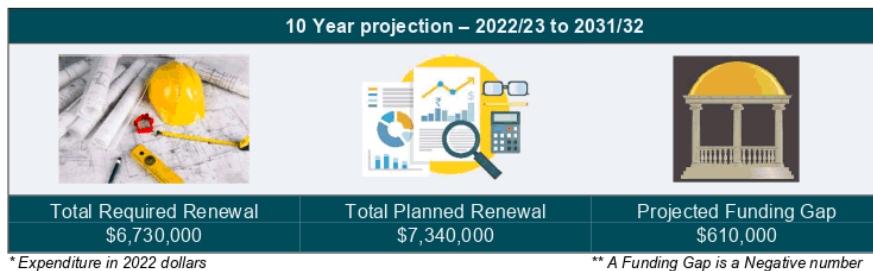 10 Year projection – 2022/23 to 2031/32
₹
$
Total Required Renewal
$6,730,000
Total Planned Renewal
$7,340,000
Projected Funding Gap
$610,000
* Expenditure in 2022 dollars
** A Funding Gap is a Negative number